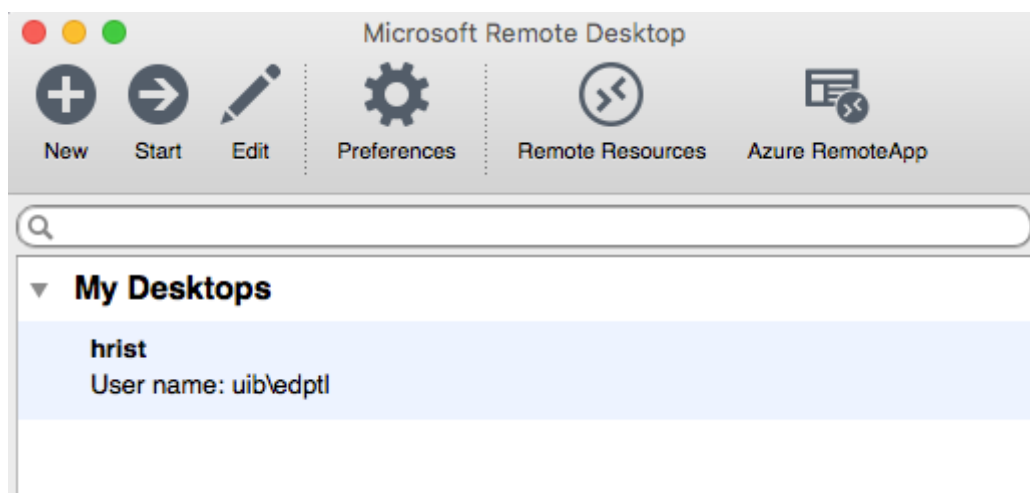 Microsoft Remote Desktop
New Start Edit Preferences Remote Resources Azure RemoteApp
My Desktops
hrist
User name: uib\edptl